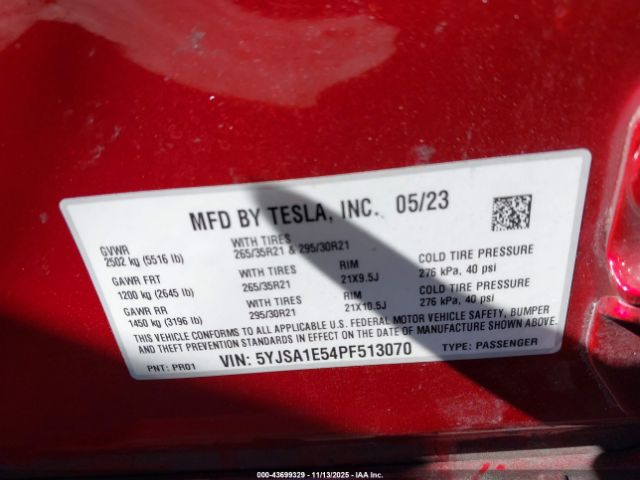 MFD BY TESLA, INC. 05/23
GVWR
2502 kg (5516 lb)
WITH TIRES
265/35R21 & 295/30R21
GAWR FRT
1200 kg (2645 lb)
WITH TIRES
265/35R21
RIM
21X9.5J
COLD TIRE PRESSURE
276 kPa, 40 psi
GAWR RR
1450 kg (3196 lb)
WITH TIRES
295/30R21
RIM
21X10.5J
COLD TIRE PRESSURE
276 kPa, 40 psi
THIS VEHICLE CONFORMS TO ALL APPLICABLE U.S. FEDERAL MOTOR VEHICLE SAFETY, BUMPER
AND THEFT PREVENTION STANDARDS IN EFFECT ON THE DATE OF MANUFACTURE SHOWN ABOVE.
PNT: PR01
VIN: 5YJSA1E54PF513070
TYPE: PASSENGER
STOCK #: 43699329 - 11/13/2025 - IAA Inc.